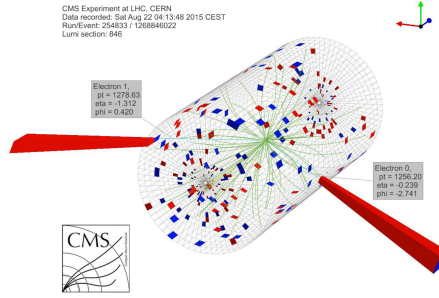 CMS Experiment at LHC, CERN
Data recorded: Sat Aug 22 04:13:48 2015 CEST
Run/Event: 254833 / 1268846022
Lumi section: 846
Electron 1,
pt = 1278.63
eta = -1.312
phi = 0.420
Electron 0,
pt = 1256.20
eta = -0.239
phi = -2.741
CMS